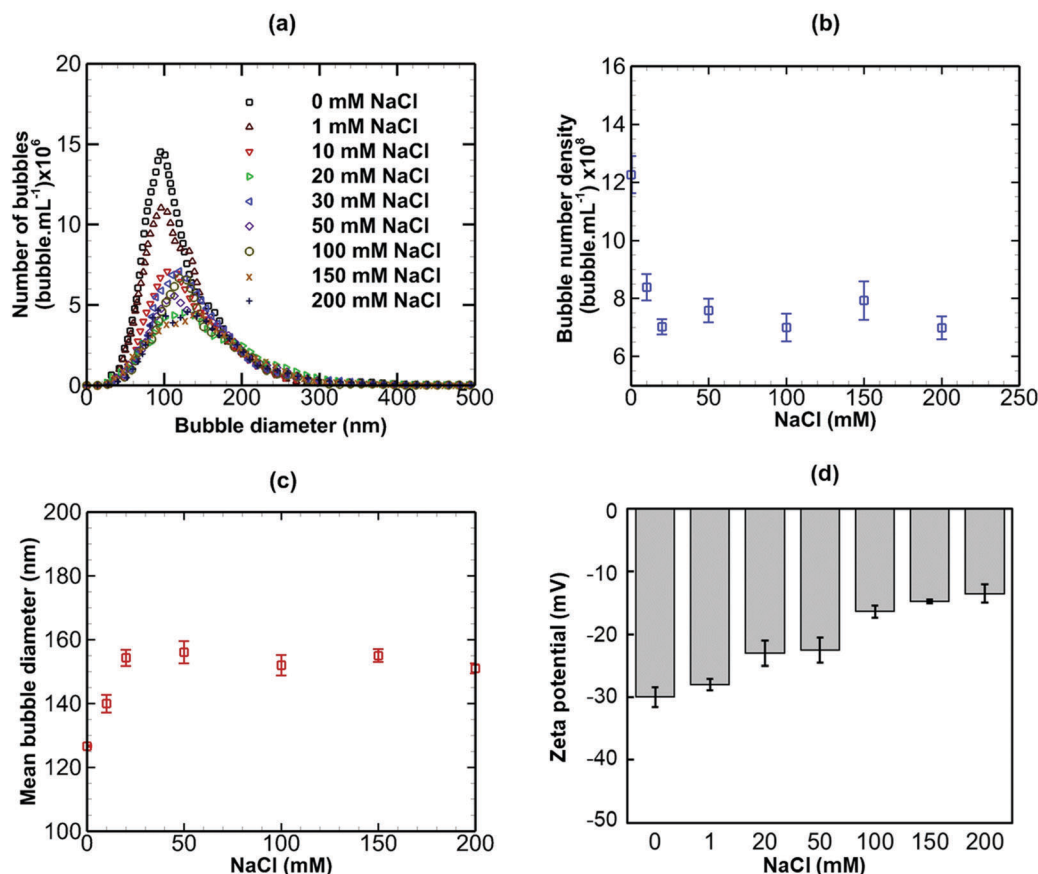 (a)
Number of bubbles
(bubble.mL-1)x10^6
20
15
10
5
0
0 mM NaCl
1 mM NaCl
10 mM NaCl
20 mM NaCl
30 mM NaCl
50 mM NaCl
100 mM NaCl
150 mM NaCl
200 mM NaCl
0 100 200 300 400 500
Bubble diameter (nm)
(b)
Bubble number density
(bubble.mL-1) x10^8
16
14
12
10
8
6
0 50 100 150 200 250
NaCl (mM)
(c)
Mean bubble diameter (nm)
200
180
160
140
120
100
0 50 100 150 200
NaCl (mM)
(d)
Zeta potential (mV)
0
-10
-20
-30
-40
-50
0 1 20 50 100 150 200
NaCl (mM)